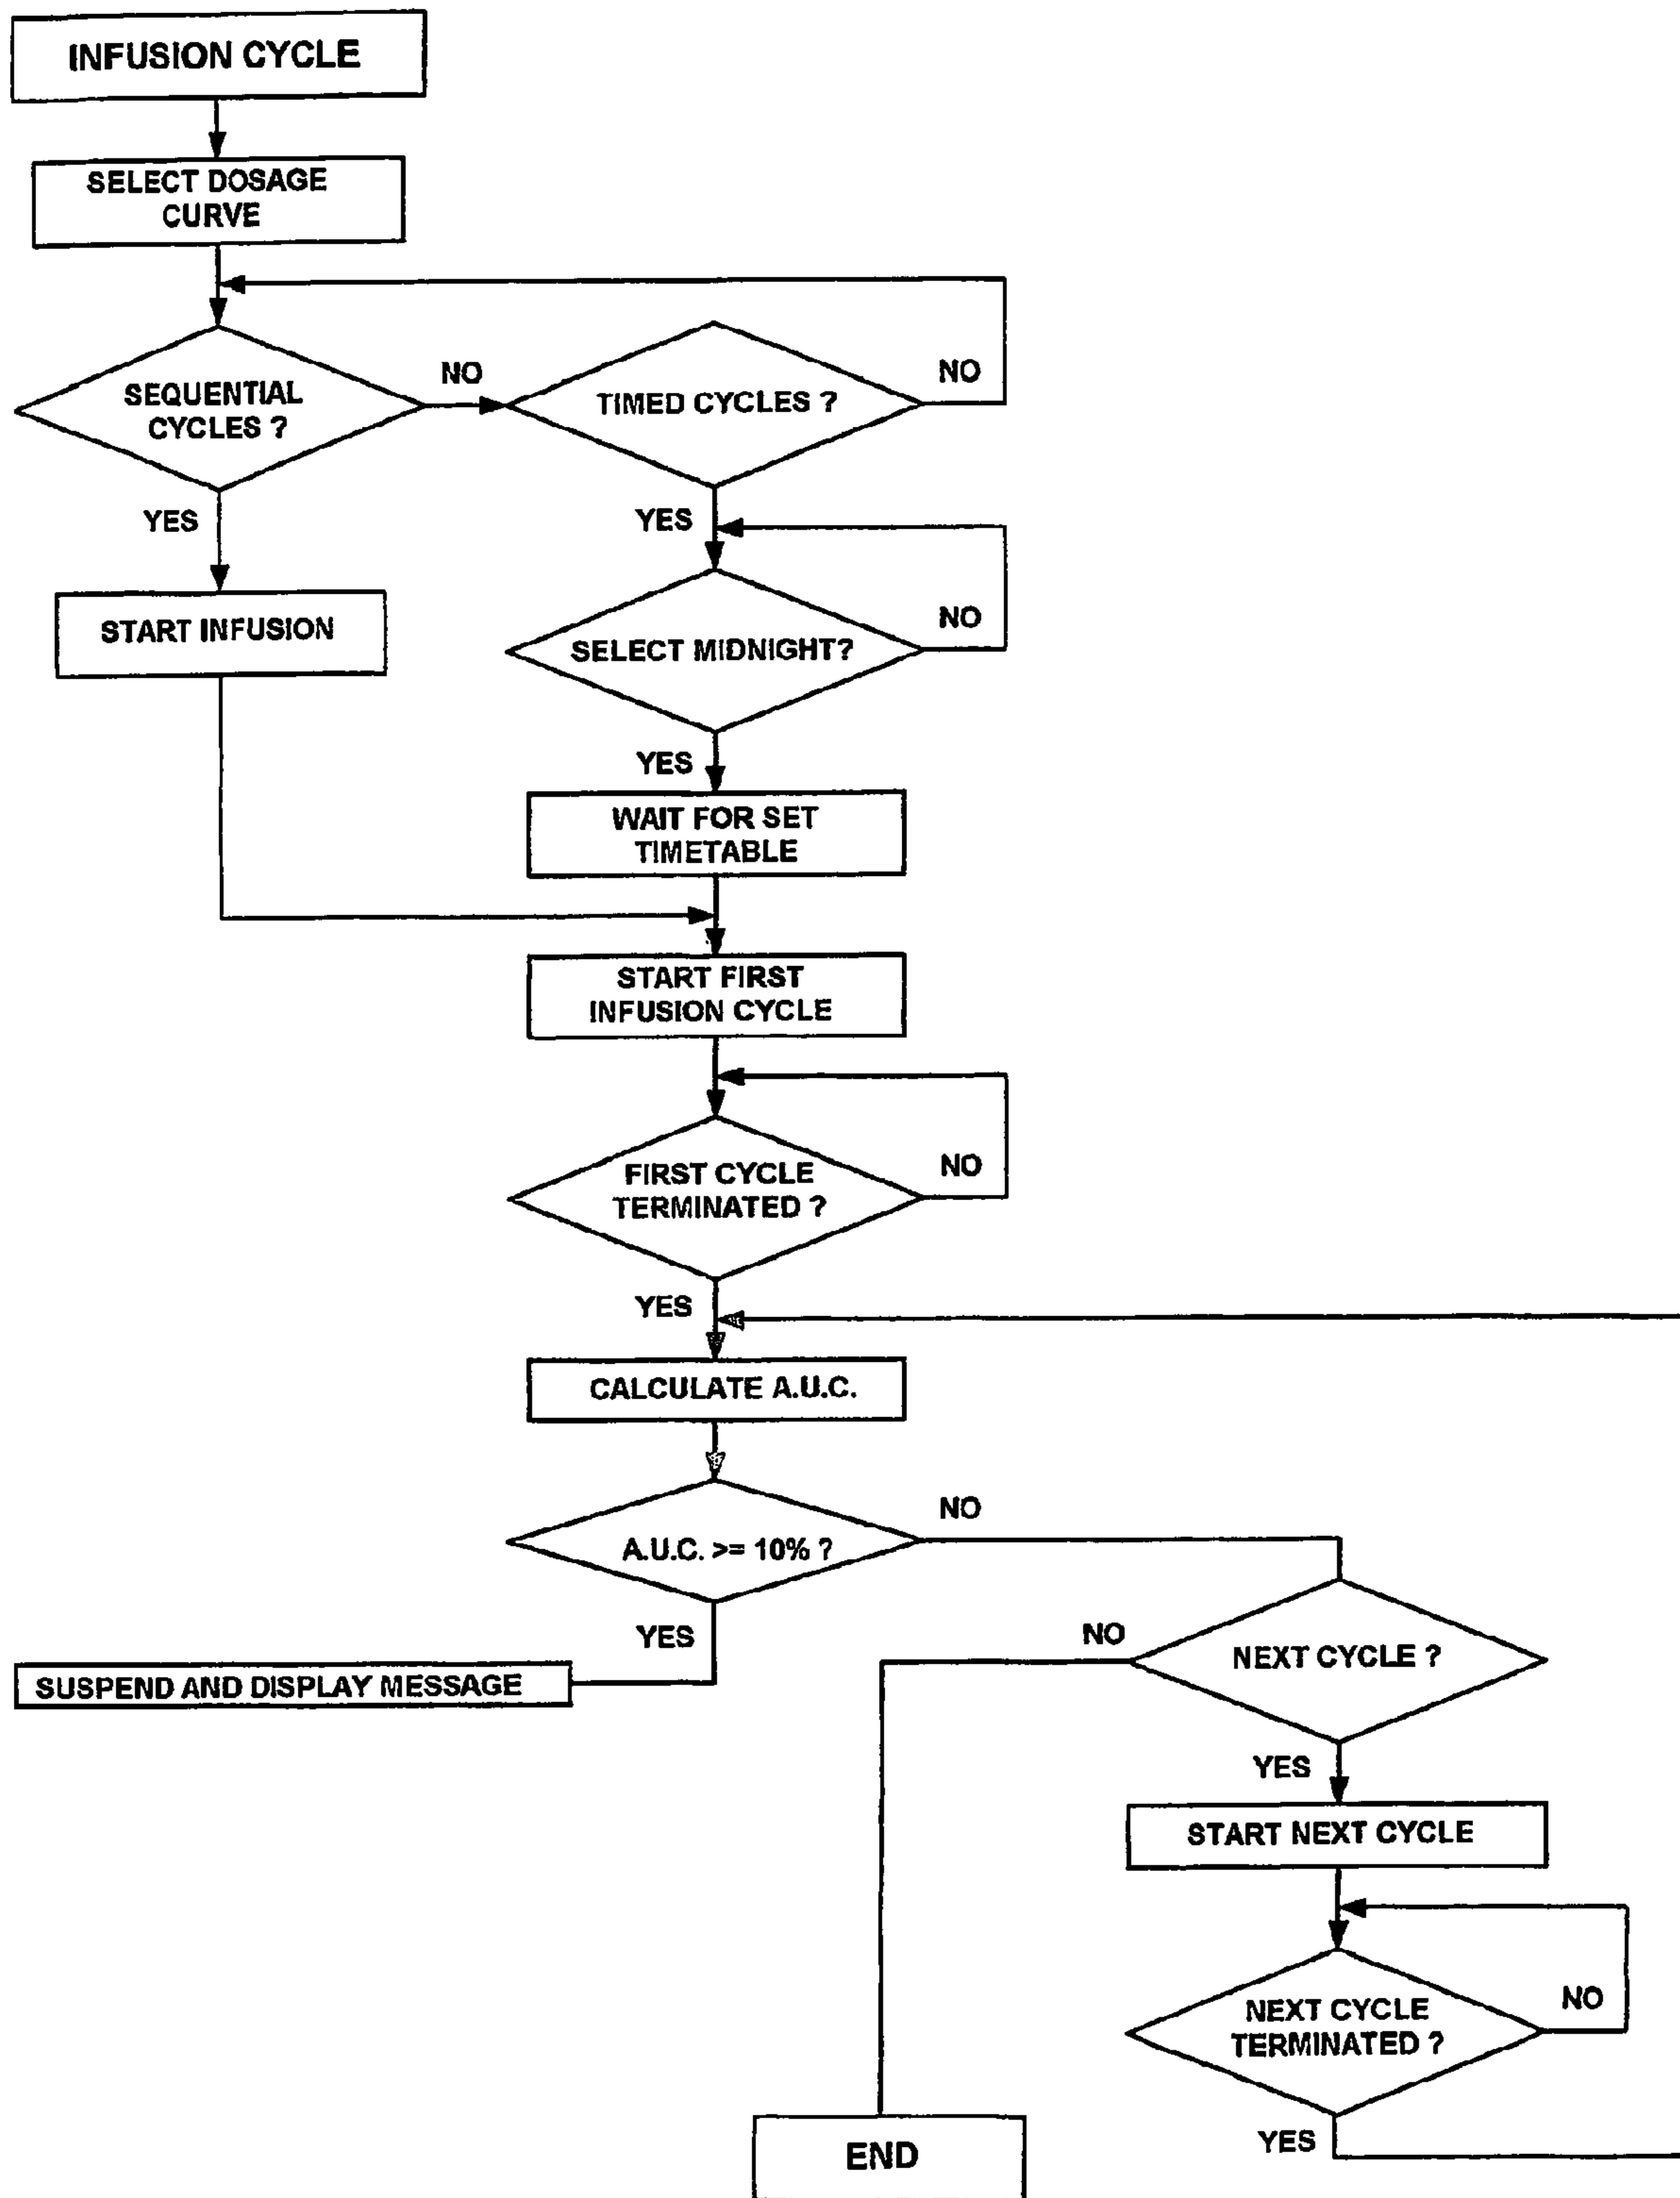 INFUSION CYCLE
SELECT DOSAGE
CURVE
SEQUENTIAL
CYCLES ?
NO
TIMED CYCLES ?
NO
YES
YES
START INFUSION
SELECT MIDNIGHT?
NO
YES
WAIT FOR SET
TIMETABLE
START FIRST
INFUSION CYCLE
FIRST CYCLE
TERMINATED ?
NO
YES
CALCULATE A.U.C.
A.U.C. >= 10% ?
NO
YES
SUSPEND AND DISPLAY MESSAGE
NO
NEXT CYCLE ?
YES
START NEXT CYCLE
NEXT CYCLE
TERMINATED ?
NO
YES
END